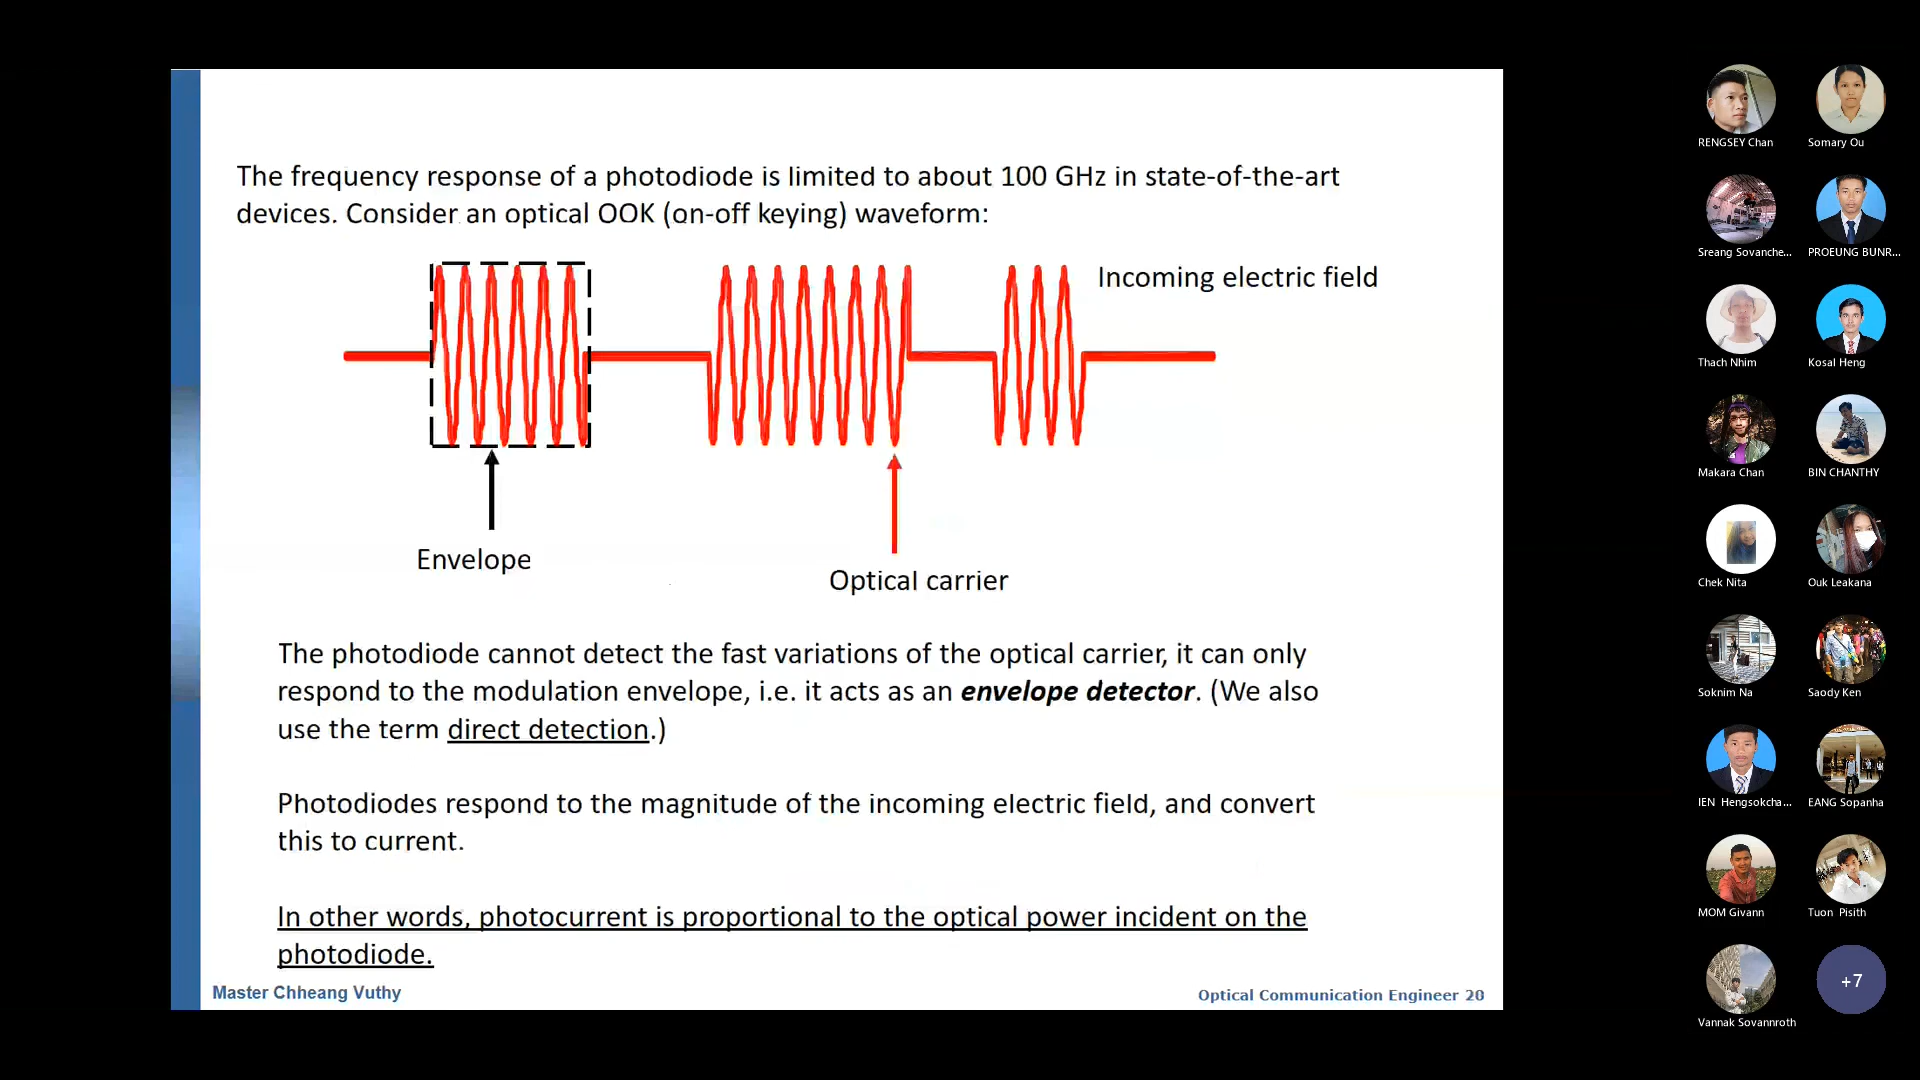 The frequency response of a photodiode is limited to about 100 GHz in state-of-the-art
devices. Consider an optical OOK (on-off keying) waveform:
Incoming electric field
Envelope
Optical carrier
The photodiode cannot detect the fast variations of the optical carrier, it can only
respond to the modulation envelope, i.e. it acts as an envelope detector. (We also
use the term direct detection.)
Photodiodes respond to the magnitude of the incoming electric field, and convert
this to current.
In other words, photocurrent is proportional to the optical power incident on the
photodiode.
Master Chheang Vuthy
Optical Communication Engineer 20
RENGSEY Chan
Somary Ou
Sreang Sovanche...
PROEUNG BUNR...
Thach Nhim
Kosal Heng
Makara Chan
BIN CHANTHY
Chek Nita
Ouk Leakana
Soknim Na
Saody Ken
IEN Hengsokcha...
EANG Sopanha
MOM Givann
Tuon Pisith
Vannak Sovannroth
+7